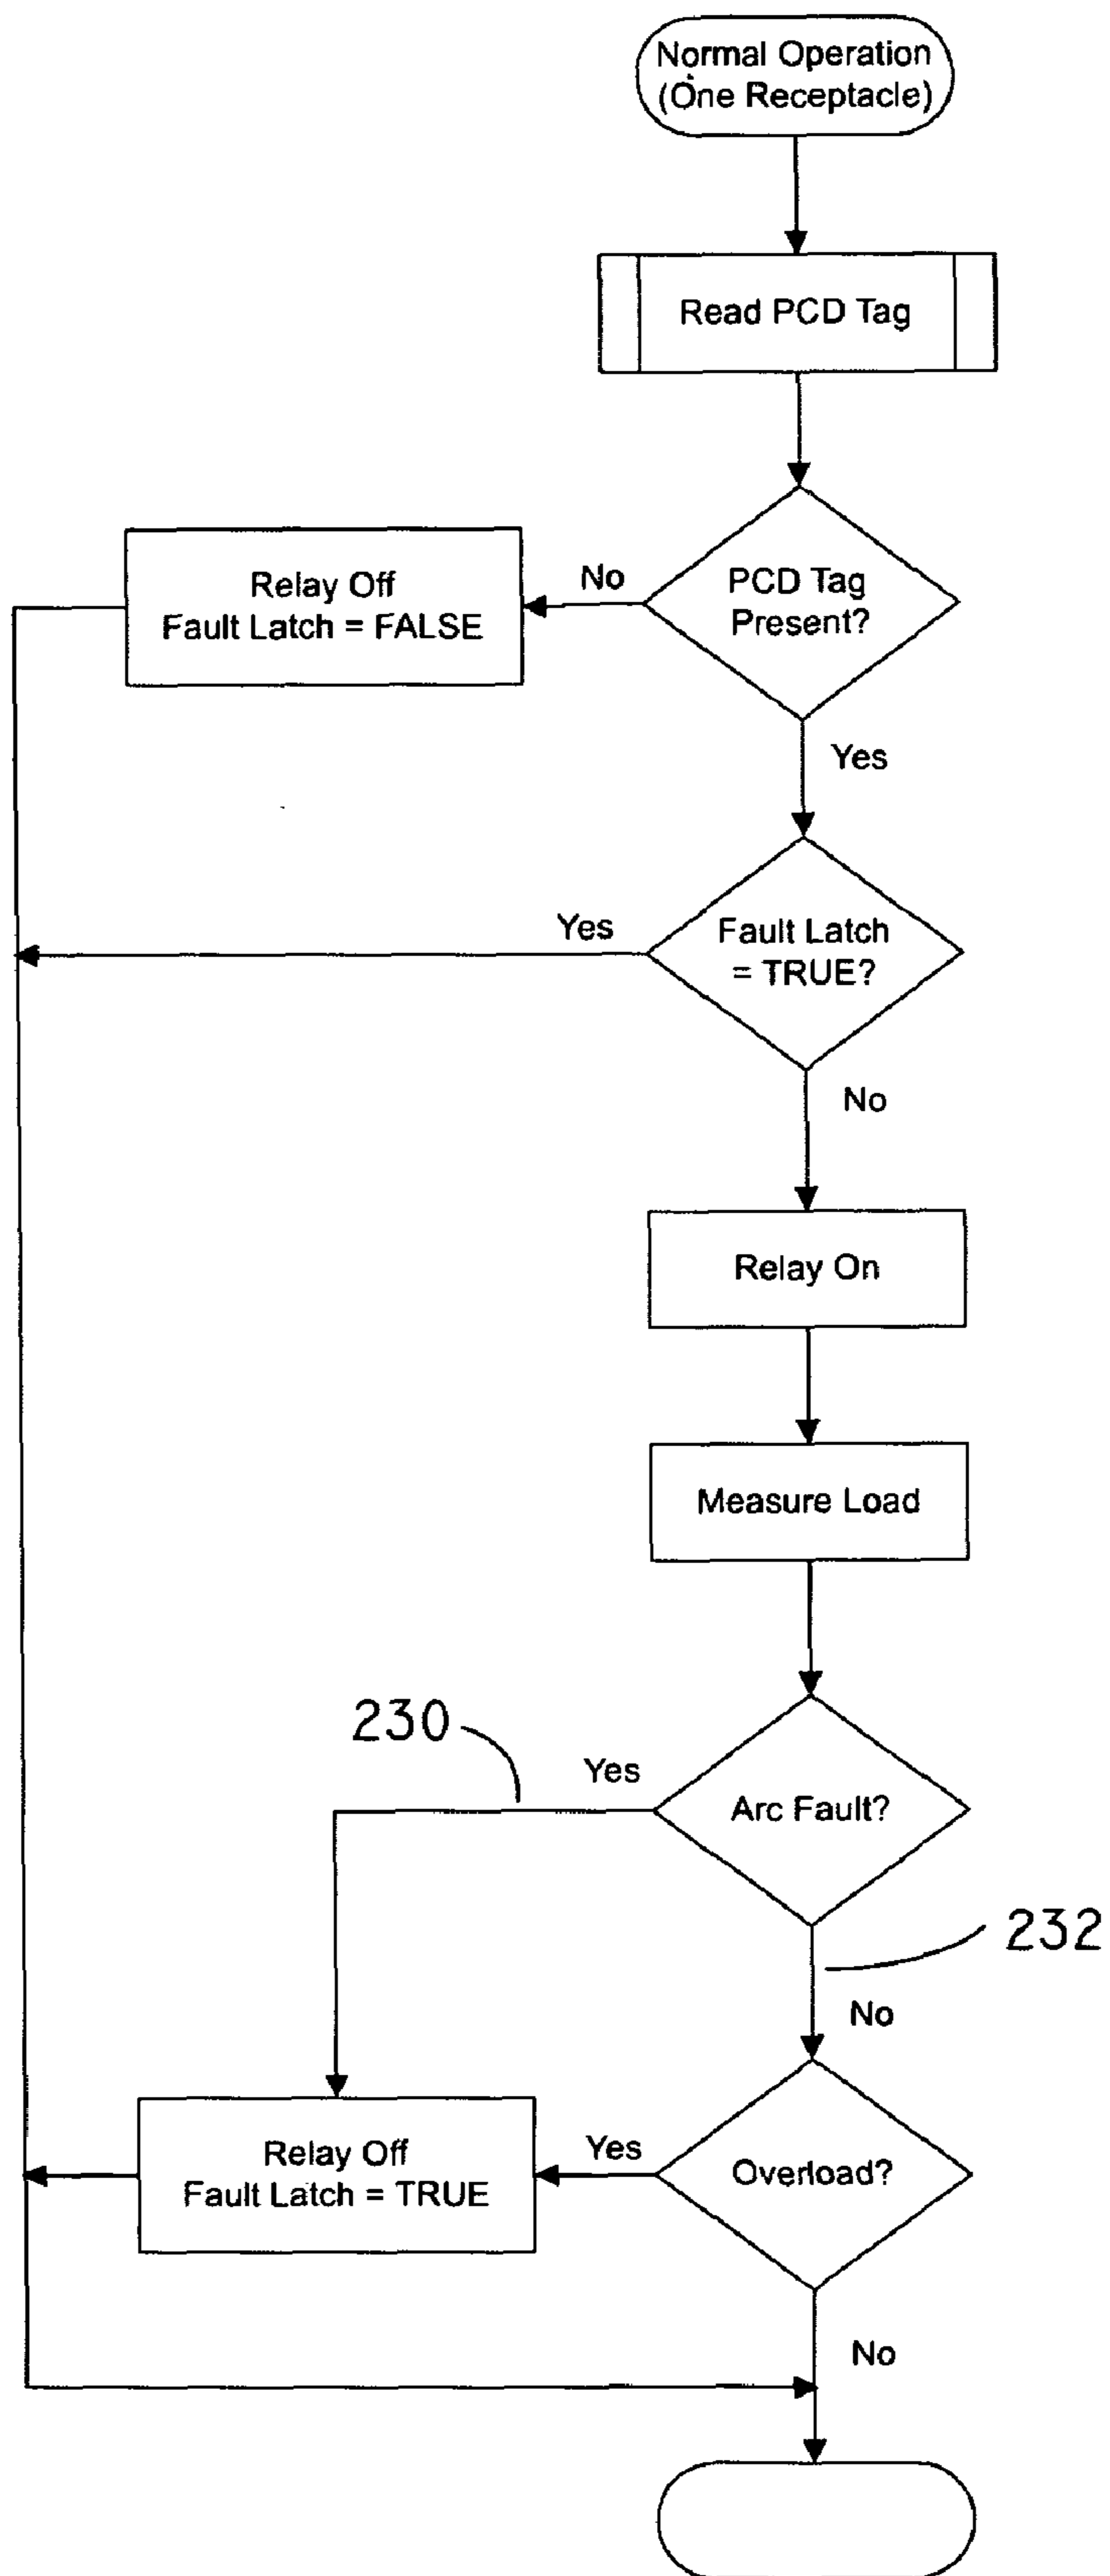 Normal Operation
(One Receptacle)
Read PCD Tag
PCD Tag
Present?
No
Relay Off
Fault Latch = FALSE
Yes
Fault Latch
= TRUE?
Yes
No
Relay On
Measure Load
230
Yes
Arc Fault?
232
No
Relay Off
Fault Latch = TRUE
Yes
Overload?
No